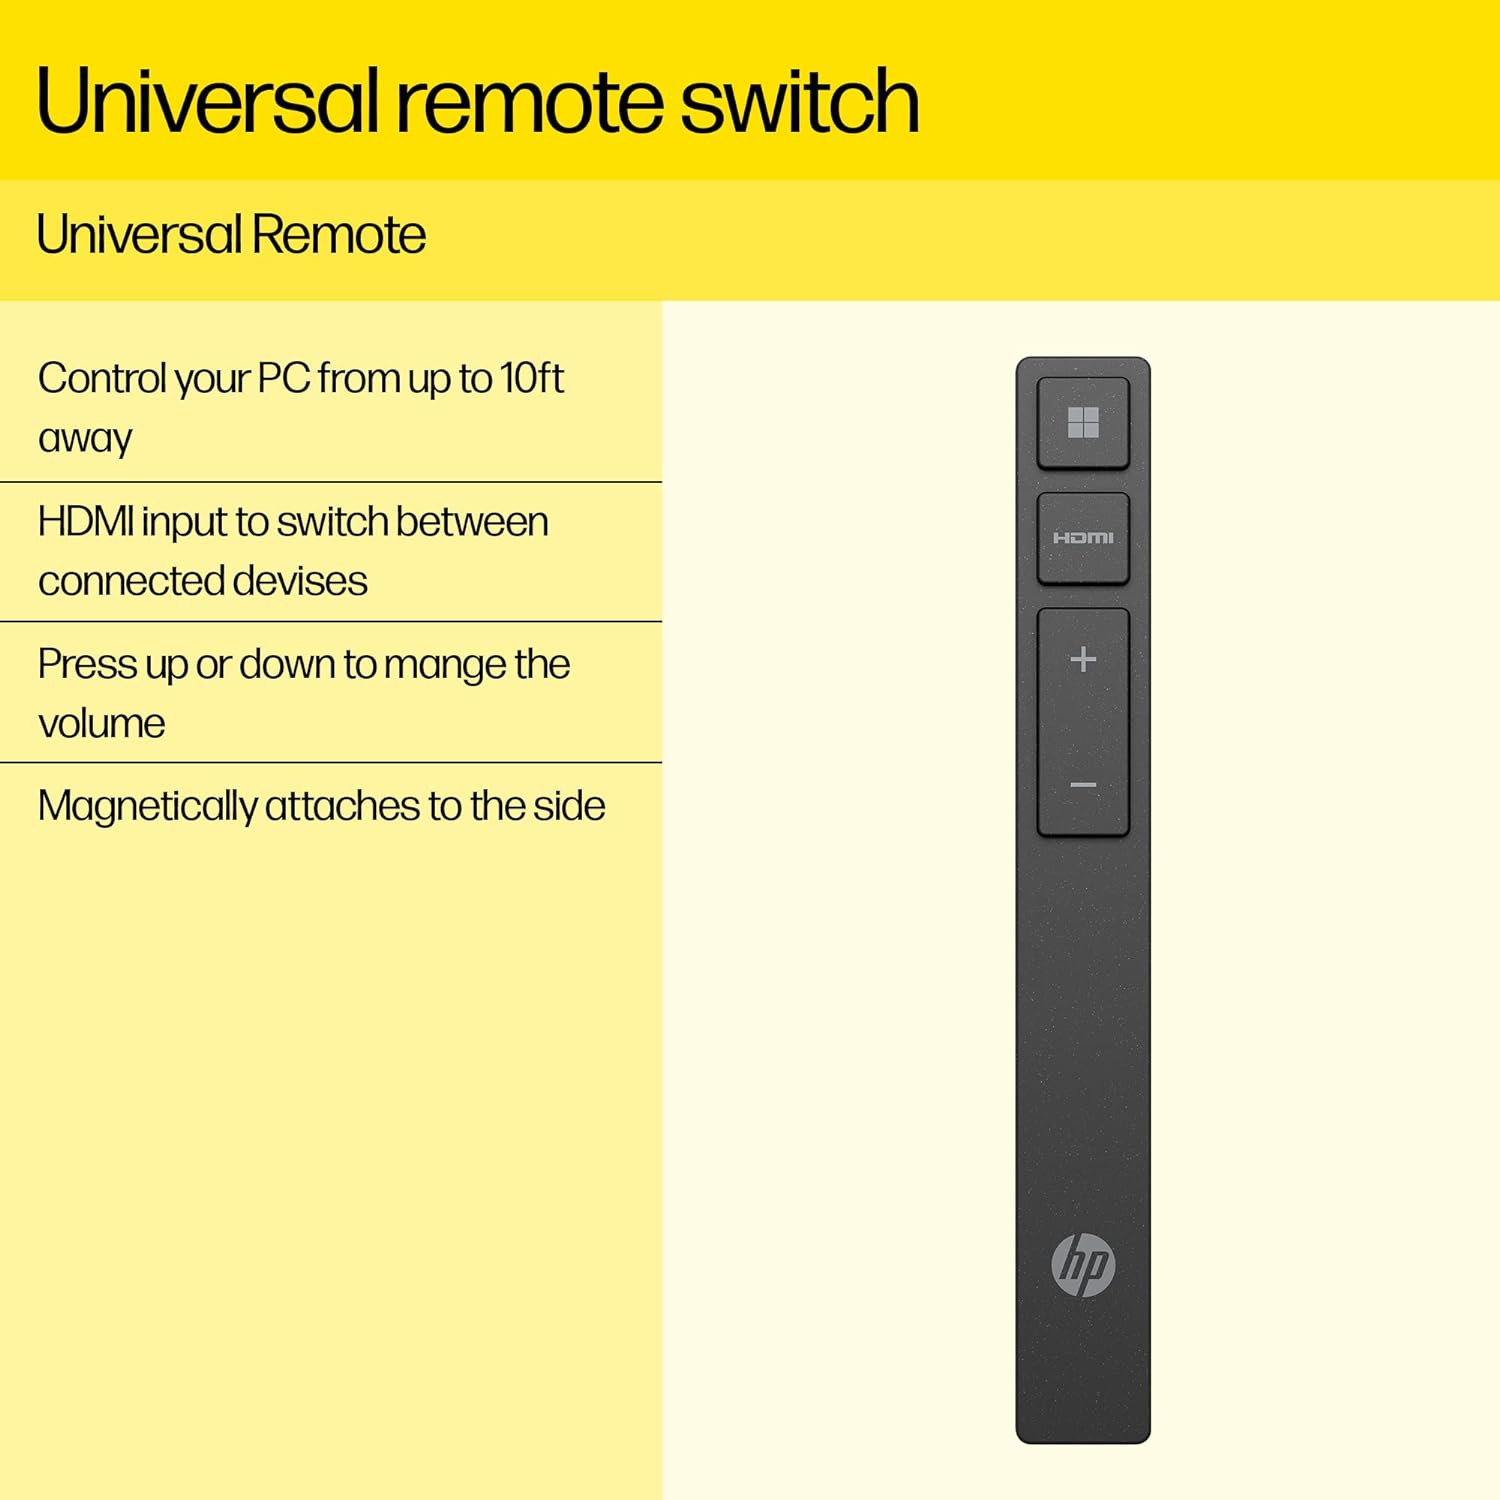 Universal remote switch
Universal Remote
Control your PC from up to 10ft
away
HDMI input to switch between
connected devises
Press up or down to mange the
volume
Magnetically attaches to the side
HDMI
+
−
hp